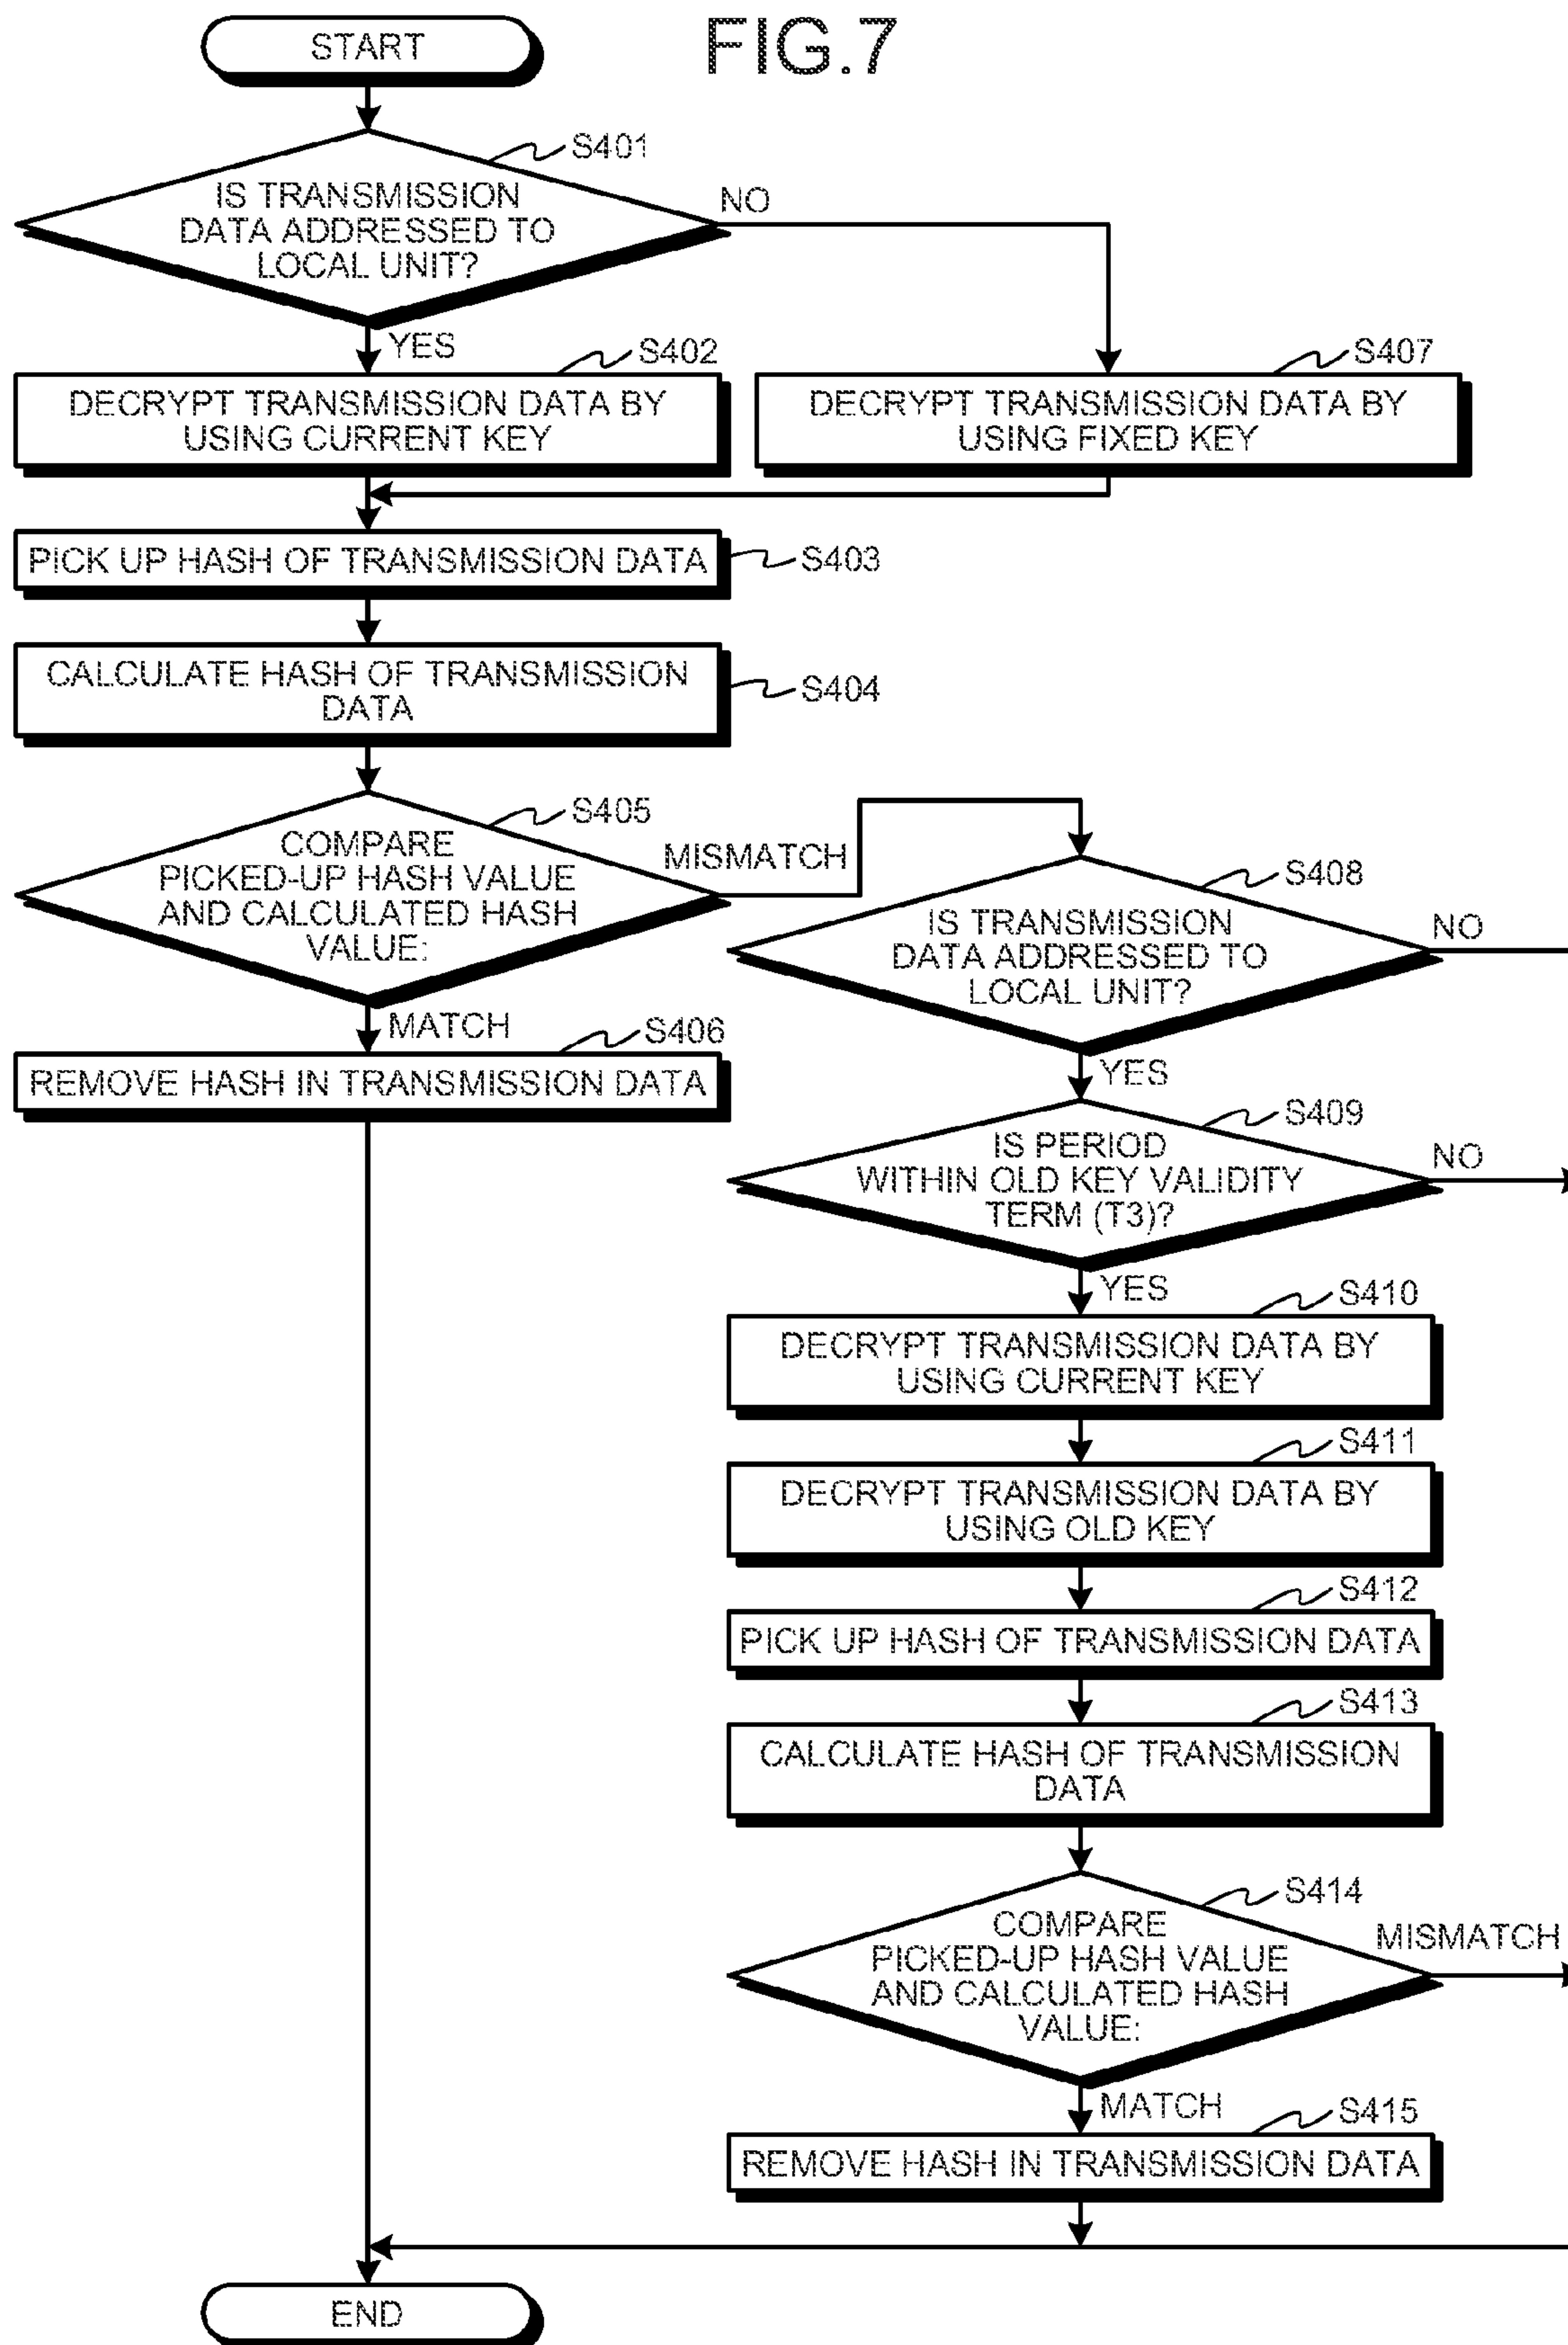 FIG.7
START
S401
IS TRANSMISSION
DATA ADDRESSED TO
LOCAL UNIT?
NO
YES
S402
DECRYPT TRANSMISSION DATA BY
USING CURRENT KEY
S407
DECRYPT TRANSMISSION DATA BY
USING FIXED KEY
PICK UP HASH OF TRANSMISSION DATA
S403
CALCULATE HASH OF TRANSMISSION
DATA
S404
S405
COMPARE
PICKED-UP HASH VALUE
AND CALCULATED HASH
VALUE:
MISMATCH
MATCH
S406
REMOVE HASH IN TRANSMISSION DATA
S408
IS TRANSMISSION
DATA ADDRESSED TO
LOCAL UNIT?
NO
YES
S409
IS PERIOD
WITHIN OLD KEY VALIDITY
TERM (T3)?
NO
YES
S410
DECRYPT TRANSMISSION DATA BY
USING CURRENT KEY
S411
DECRYPT TRANSMISSION DATA BY
USING OLD KEY
S412
PICK UP HASH OF TRANSMISSION DATA
S413
CALCULATE HASH OF TRANSMISSION
DATA
S414
COMPARE
PICKED-UP HASH VALUE
AND CALCULATED HASH
VALUE:
MISMATCH
MATCH
S415
REMOVE HASH IN TRANSMISSION DATA
END